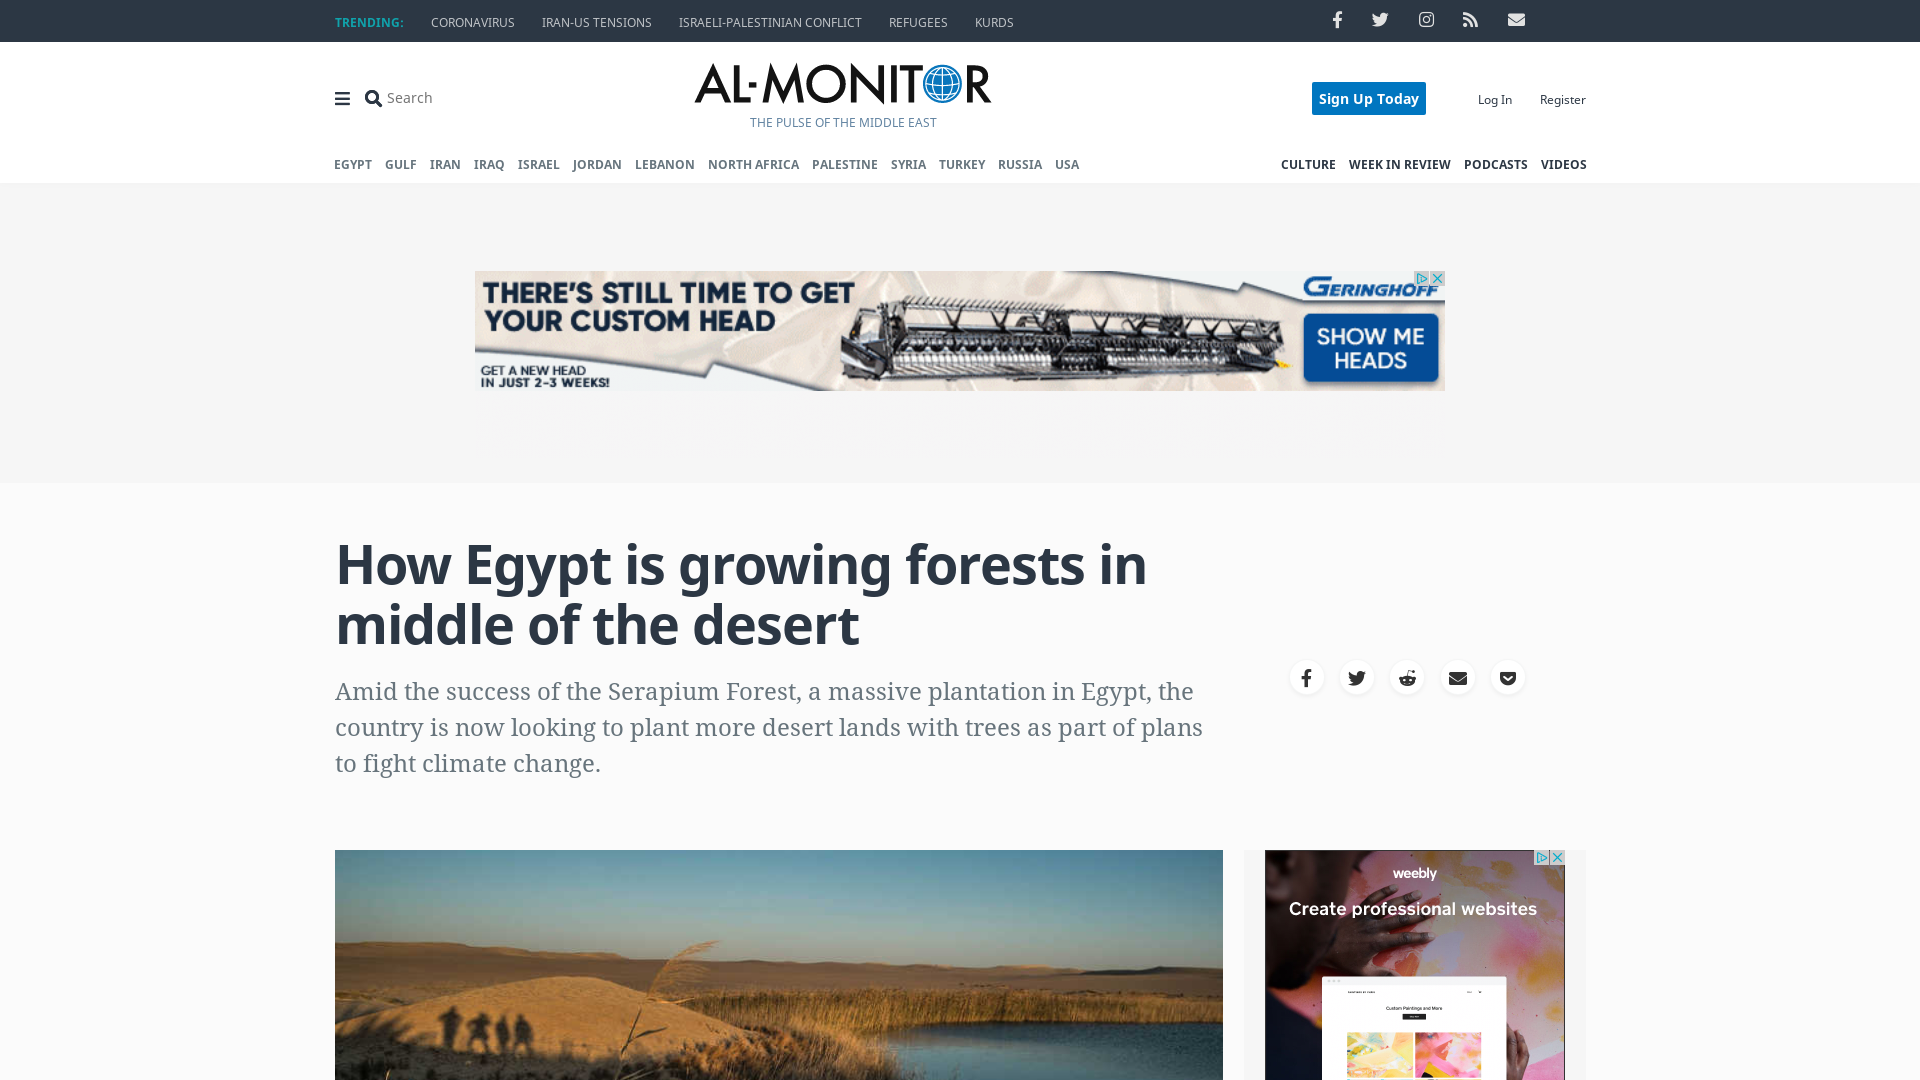 TRENDING: CORONAVIRUS IRAN-US TENSIONS ISRAELI-PALESTINIAN CONFLICT REFUGEES KURDS
Search
AL-MONITOR
THE PULSE OF THE MIDDLE EAST
Sign Up Today
Log In
Register
EGYPT GULF IRAN IRAQ ISRAEL JORDAN LEBANON NORTH AFRICA PALESTINE SYRIA TURKEY RUSSIA USA
CULTURE WEEK IN REVIEW PODCASTS VIDEOS
THERE'S STILL TIME TO GET
YOUR CUSTOM HEAD
GET A NEW HEAD
IN JUST 2-3 WEEKS!
GERINGHOFF
SHOW ME
HEADS
How Egypt is growing forests in
middle of the desert
Amid the success of the Serapium Forest, a massive plantation in Egypt, the
country is now looking to plant more desert lands with trees as part of plans
to fight climate change.
weebly
Create professional websites
Custom Paintings and More